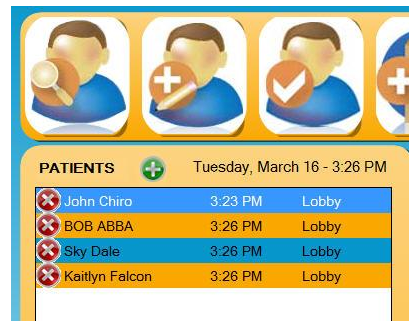 PATIENTS Tuesday, March 16 - 3:26 PM
John Chiro 3:23 PM Lobby
BOB ABBA 3:26 PM Lobby
Sky Dale 3:26 PM Lobby
Kaitlyn Falcon 3:26 PM Lobby